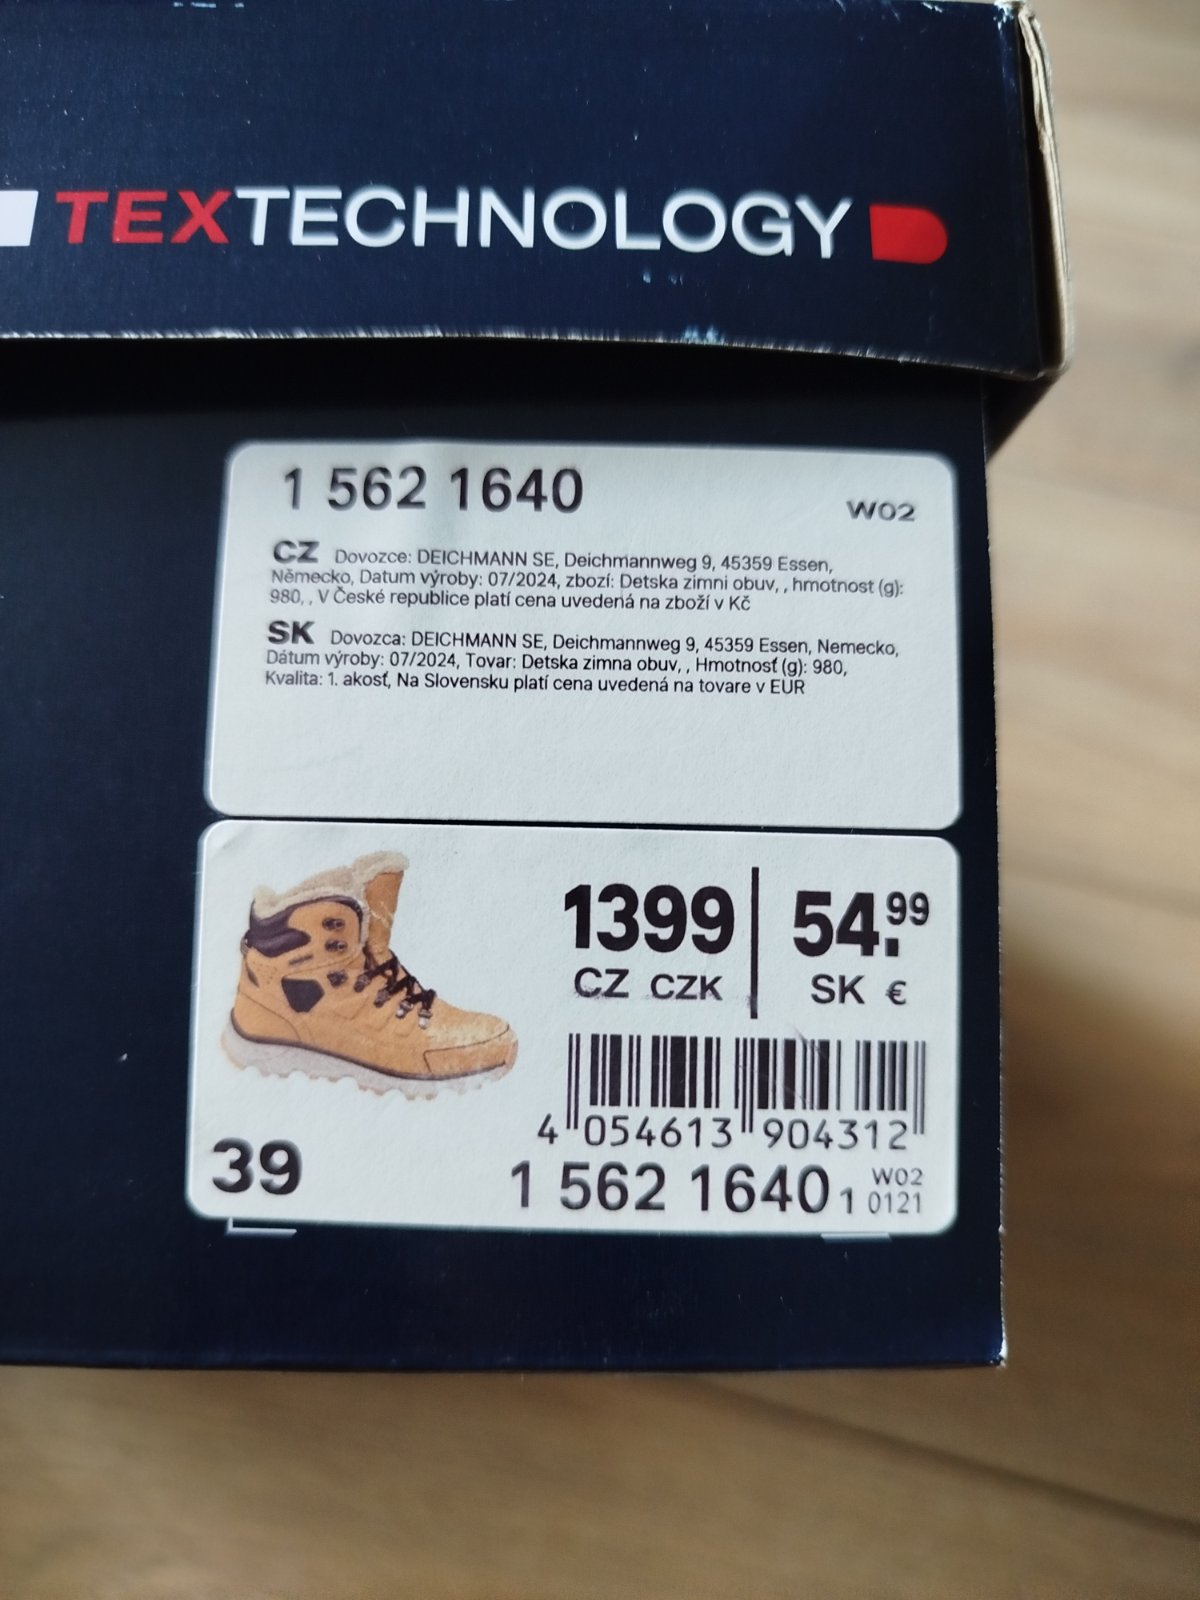 TEXTECHNOLOGY
1 562 1640
W02
CZ Dovozce: DEICHMANN SE, Deichmannweg 9, 45359 Essen,
Německo, Datum výroby: 07/2024, zbozí: Detska zimni obuv, , hmotnost (g):
980, , V České republice platí cena uvedená na zboží v Kč
SK Dovozca: DEICHMANN SE, Deichmannweg 9, 45359 Essen, Nemecko,
Dátum výroby: 07/2024, Tovar: Detska zimna obuv, , Hmotnosť (g): 980,
Kvalita: 1. akosť, Na Slovensku platí cena uvedená na tovare v EUR
1399
CZ CZK
54.99
SK €
4 054613 904312
39
1 562 1640 1
W02
0121